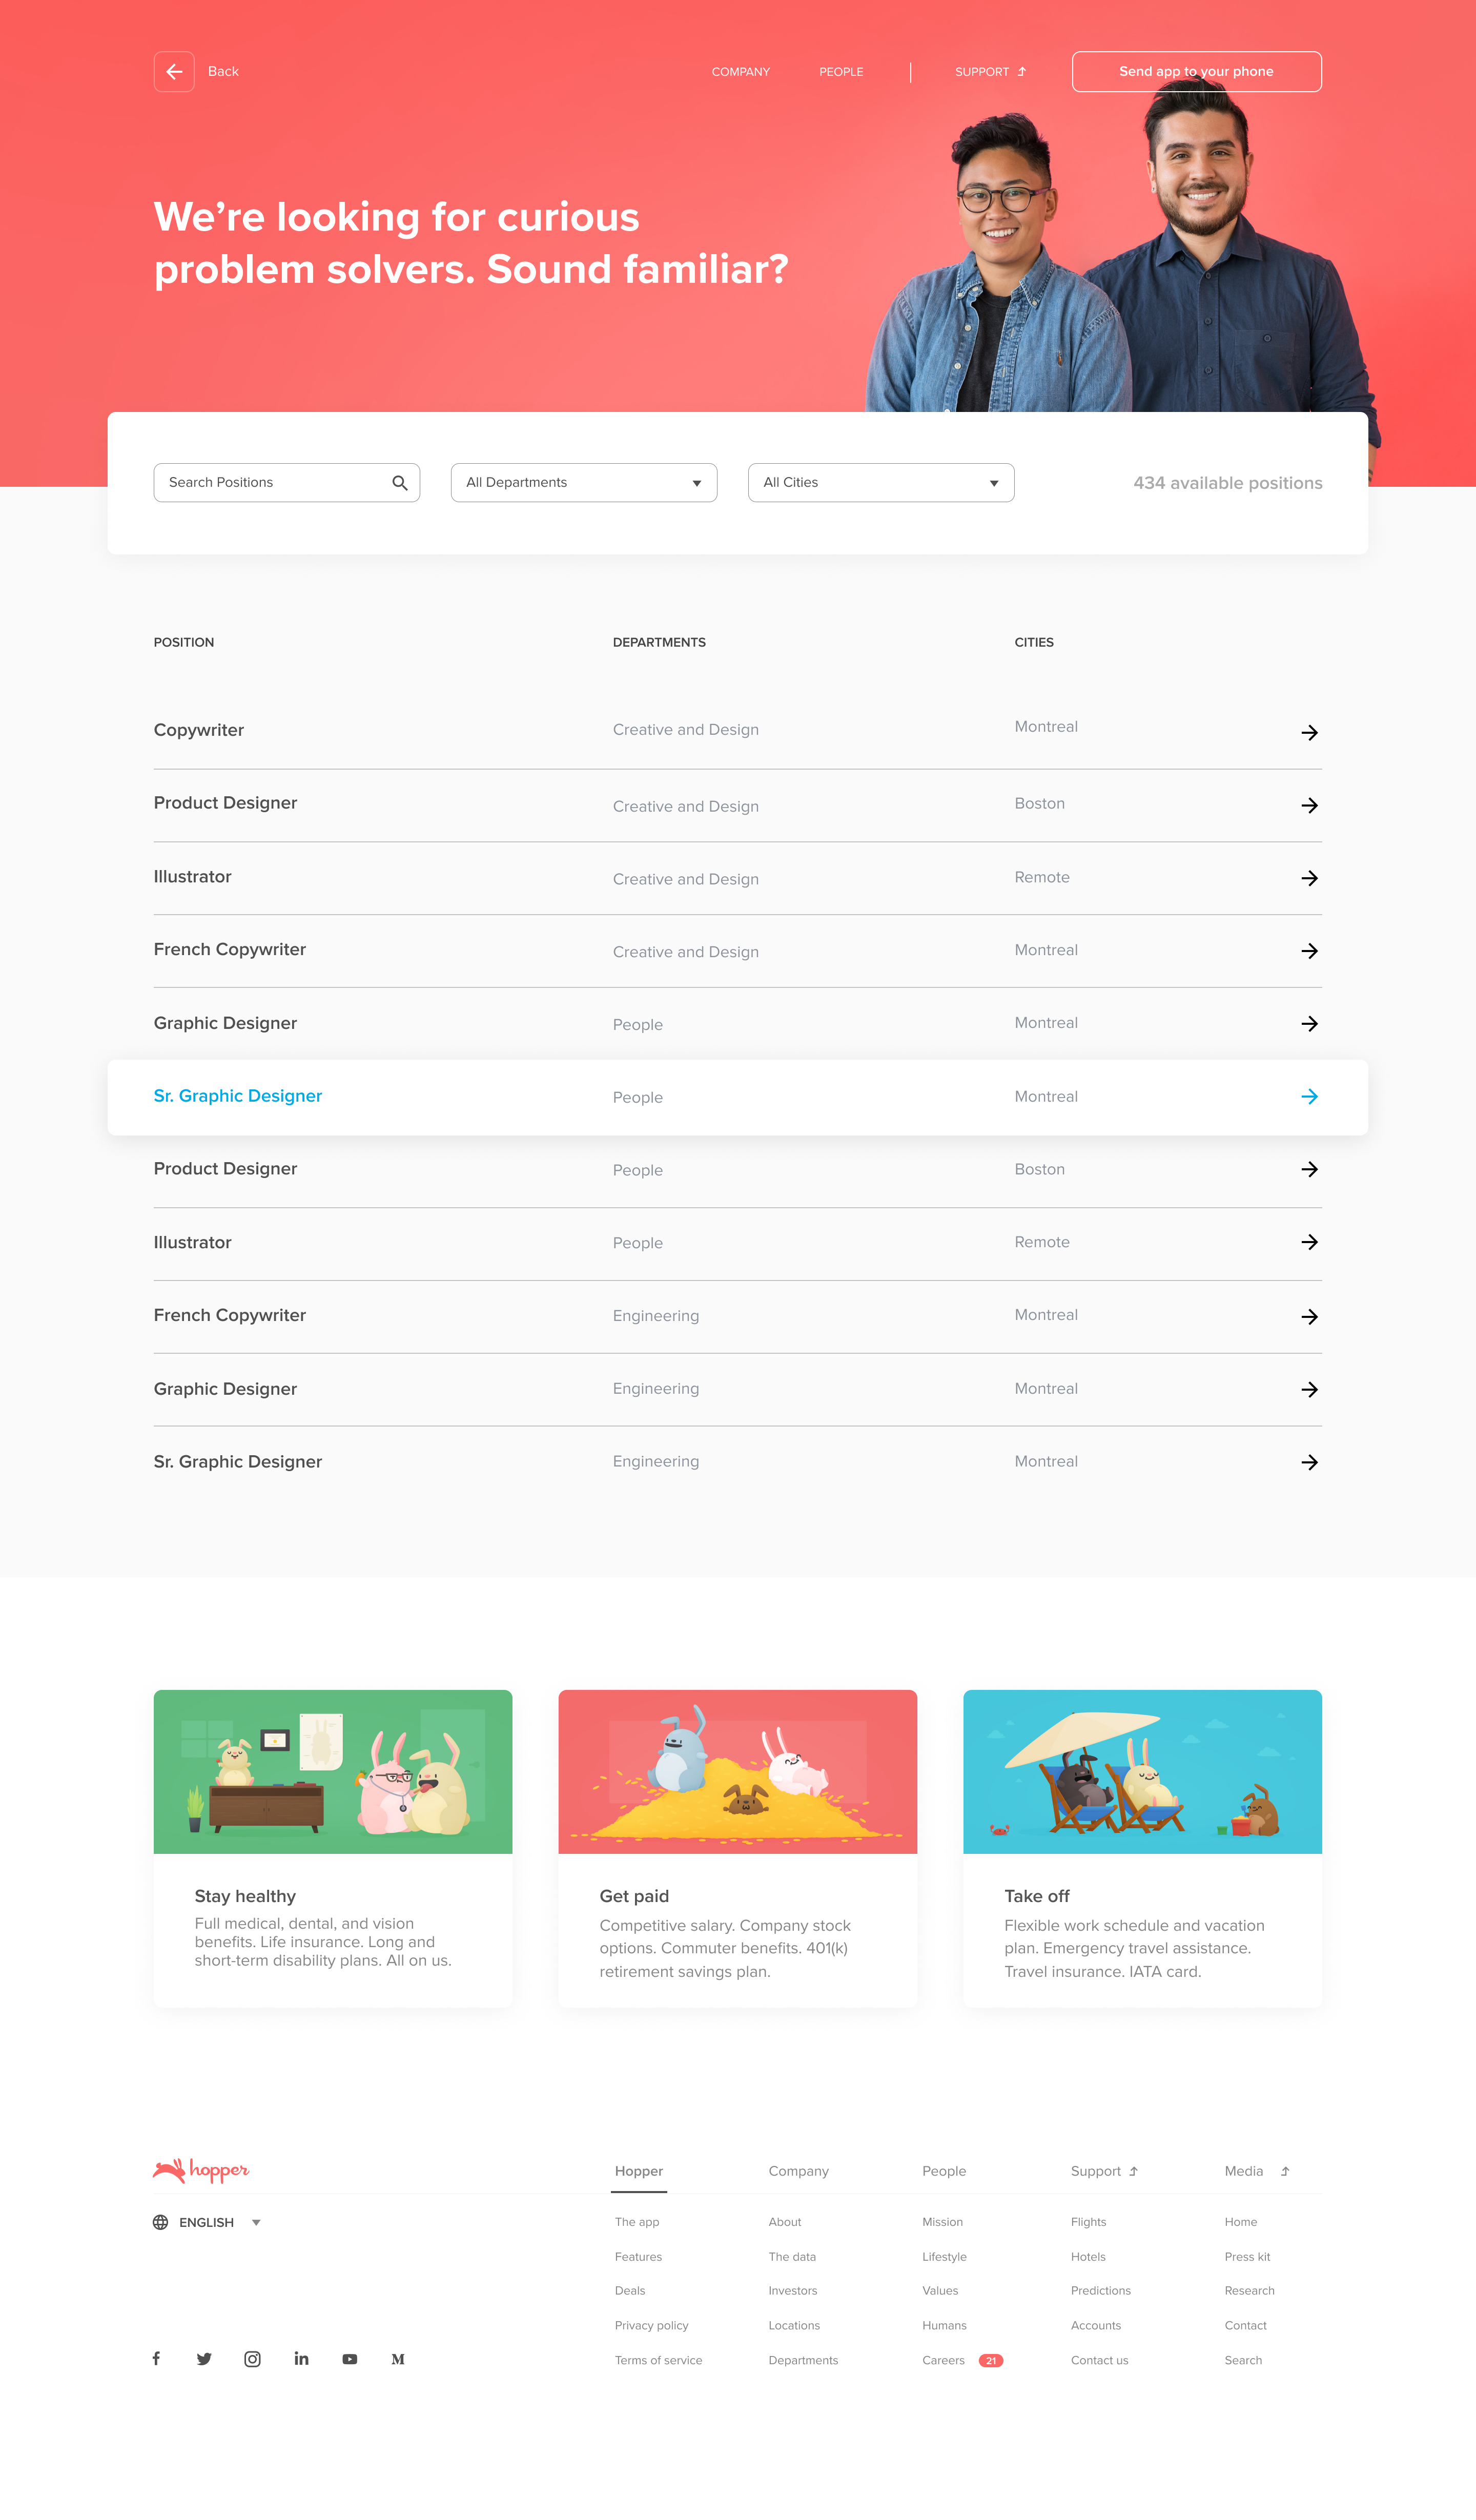 Back
COMPANY
PEOPLE
SUPPORT
Send app to your phone
We’re looking for curious
problem solvers. Sound familiar?
Search Positions
All Departments
All Cities
434 available positions
POSITION DEPARTMENTS CITIES
Copywriter Creative and Design Montreal
Product Designer Creative and Design Boston
Illustrator Creative and Design Remote
French Copywriter Creative and Design Montreal
Graphic Designer People Montreal
Sr. Graphic Designer People Montreal
Product Designer People Boston
Illustrator People Remote
French Copywriter Engineering Montreal
Graphic Designer Engineering Montreal
Sr. Graphic Designer Engineering Montreal
Stay healthy
Full medical, dental, and vision
benefits. Life insurance. Long and
short-term disability plans. All on us.
Get paid
Competitive salary. Company stock
options. Commuter benefits. 401(k)
retirement savings plan.
Take off
Flexible work schedule and vacation
plan. Emergency travel assistance.
Travel insurance. IATA card.
hopper
ENGLISH
Hopper
The app
Features
Deals
Privacy policy
Terms of service
Company
About
The data
Investors
Locations
Departments
People
Mission
Lifestyle
Values
Humans
Careers 21
Support
Flights
Hotels
Predictions
Accounts
Contact us
Media
Home
Press kit
Research
Contact
Search